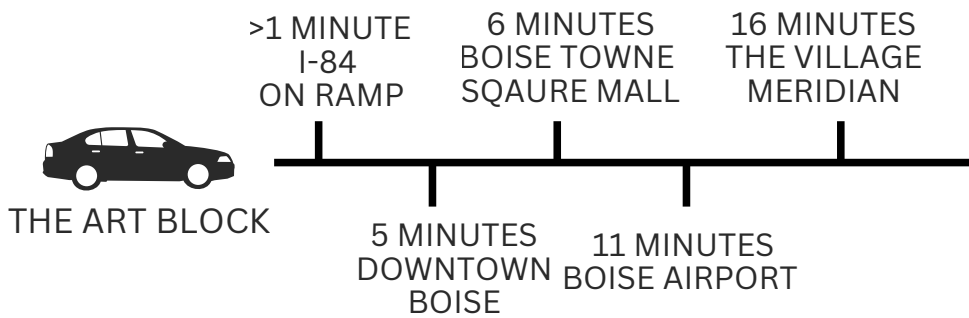 >1 MINUTE
I-84
ON RAMP
6 MINUTES
BOISE TOWNE
SQAURE MALL
16 MINUTES
THE VILLAGE
MERIDIAN
THE ART BLOCK
5 MINUTES
DOWNTOWN
BOISE
11 MINUTES
BOISE AIRPORT